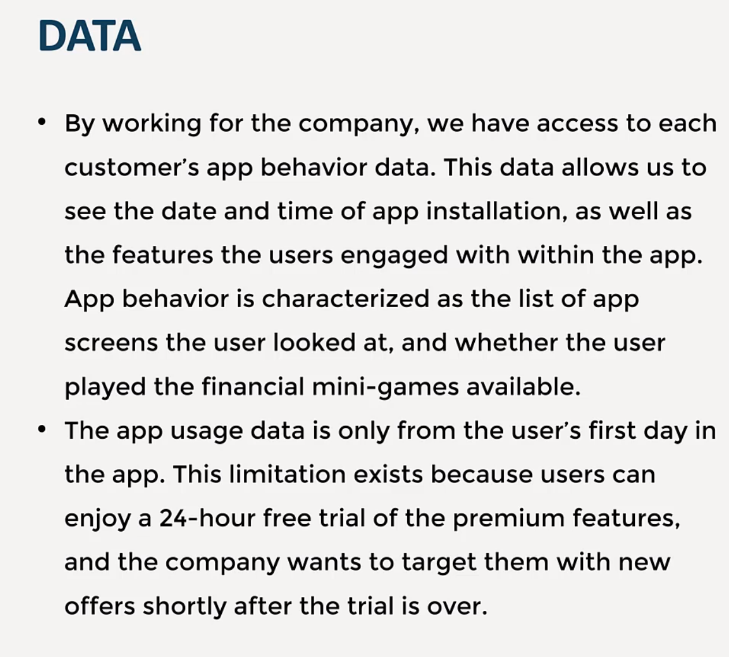 DATA
• By working for the company, we have access to each
customer’s app behavior data. This data allows us to
see the date and time of app installation, as well as
the features the users engaged with within the app.
App behavior is characterized as the list of app
screens the user looked at, and whether the user
played the financial mini-games available.
• The app usage data is only from the user’s first day in
the app. This limitation exists because users can
enjoy a 24-hour free trial of the premium features,
and the company wants to target them with new
offers shortly after the trial is over.